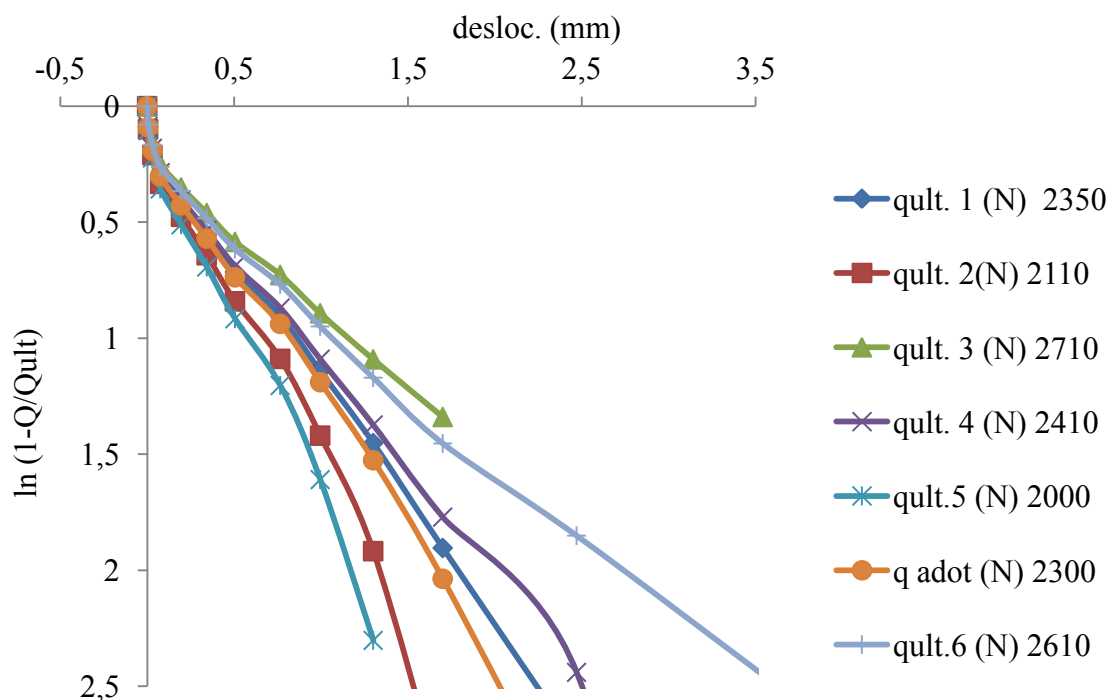 desloc. (mm)
-0,5 0,5 1,5 2,5 3,5
0
0,5
1
1,5
2
2,5
ln (1-Q/Qult)
qult. 1 (N)  2350
qult. 2(N) 2110
qult. 3 (N) 2710
qult. 4 (N) 2410
qult.5 (N) 2000
q adot (N) 2300
qult.6 (N) 2610